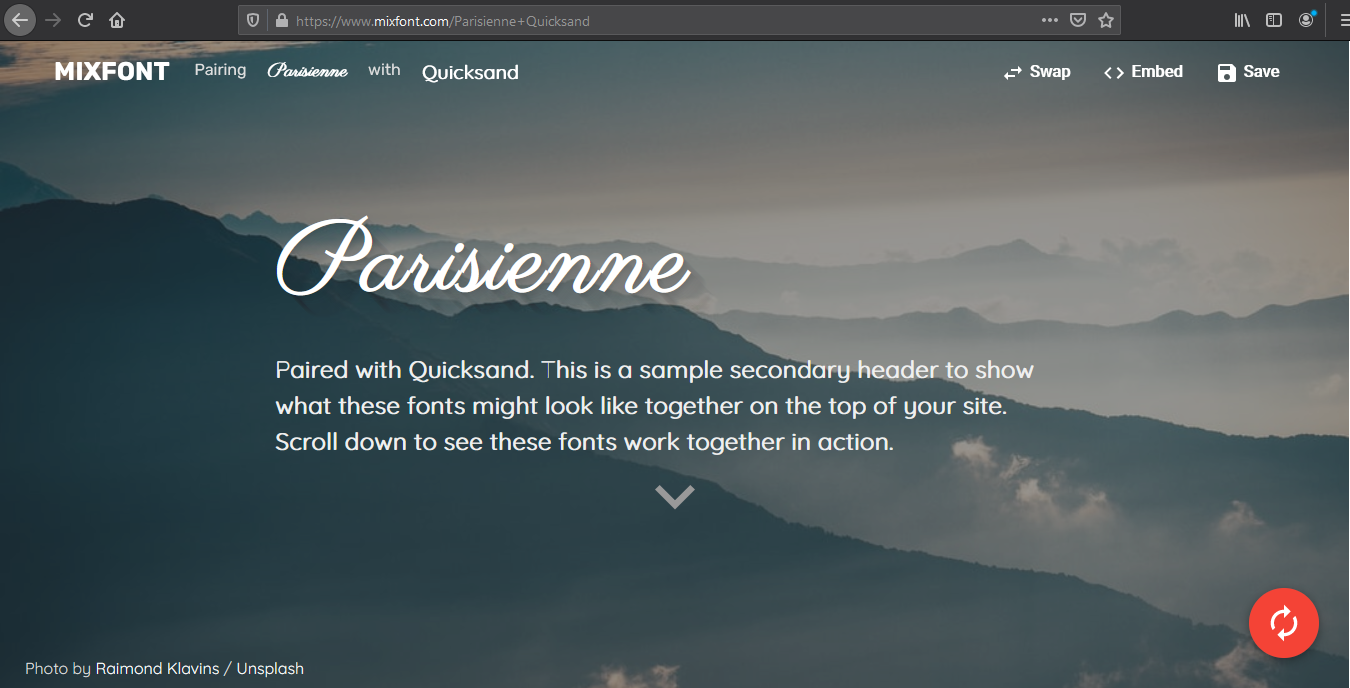 https://www.mixfont.com/Parisienne+Quicksand
MIXFONT Pairing Parisienne with Quicksand Swap Embed Save
Parisienne
Paired with Quicksand. This is a sample secondary header to show
what these fonts might look like together on the top of your site.
Scroll down to see these fonts work together in action.
Photo by Raimond Klavins / Unsplash